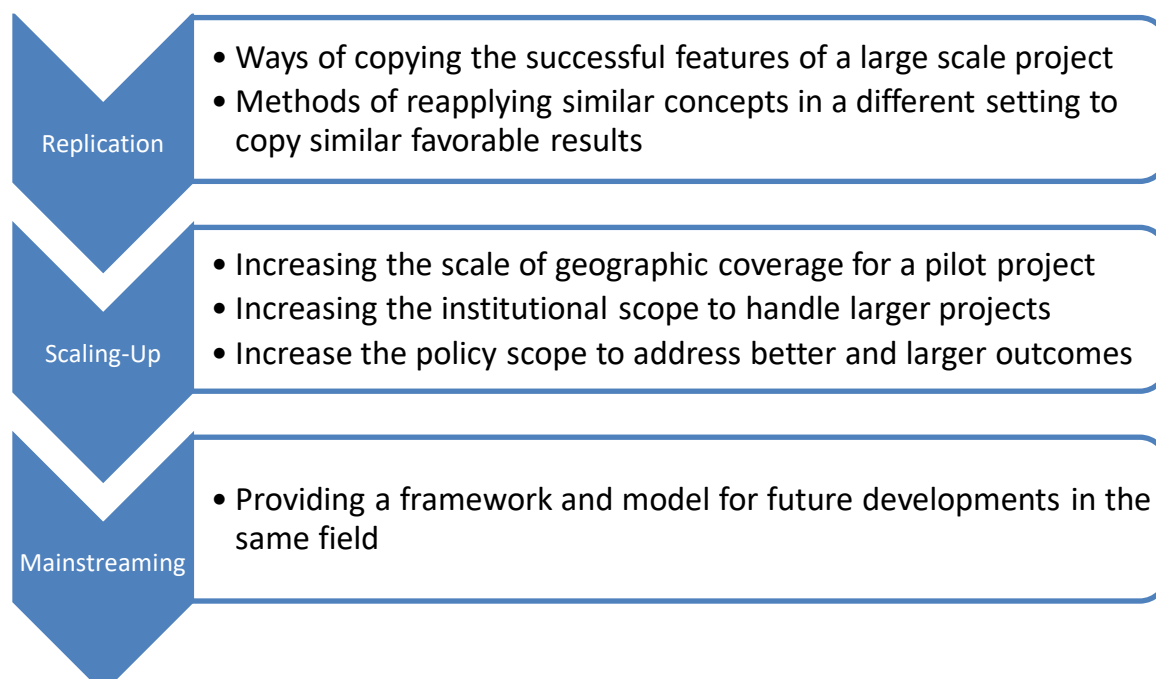 Replication
• Ways of copying the successful features of a large scale project
• Methods of reapplying similar concepts in a different setting to
copy similar favorable results
Scaling-Up
• Increasing the scale of geographic coverage for a pilot project
• Increasing the institutional scope to handle larger projects
• Increase the policy scope to address better and larger outcomes
Mainstreaming
• Providing a framework and model for future developments in the
same field